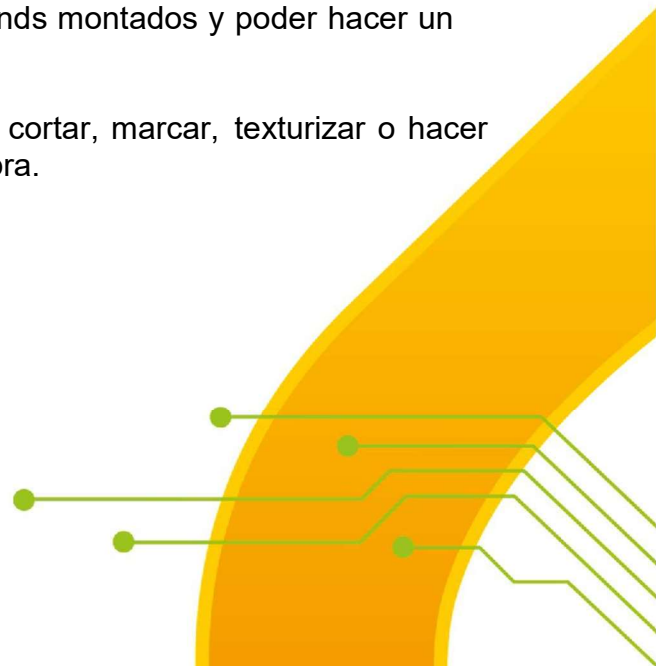 nds montados y poder hacer un
cortar, marcar, texturizar o hacer
ora.